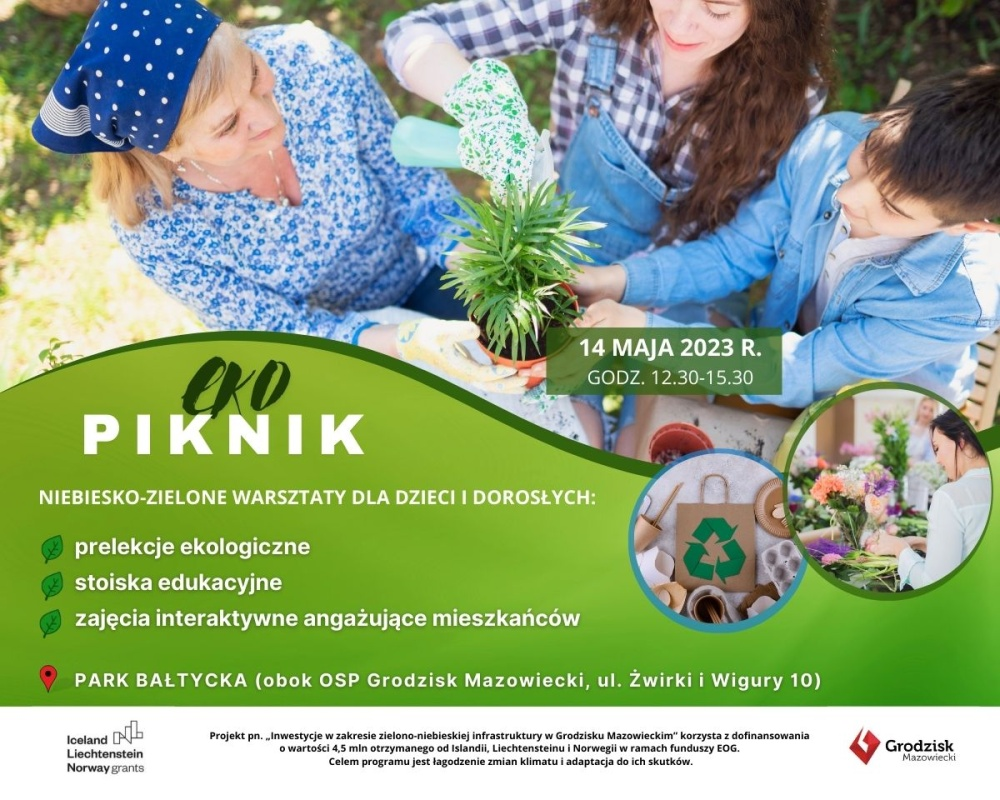 14 MAJA 2023 R.
GODZ. 12.30-15.30
eko
PIKNIK
NIEBIESKO-ZIELONE WARSZTATY DLA DZIECI I DOROSŁYCH:
prelekcje ekologiczne
stoiska edukacyjne
zajęcia interaktywne angażujące mieszkańców
PARK BAŁTYCKA (obok OSP Grodzisk Mazowiecki, ul. Żwirki i Wigury 10)
Iceland
Liechtenstein
Norway grants
Projekt pn. „Inwestycje w zakresie zielono-niebieskiej infrastruktury w Grodzisku Mazowieckim” korzysta z dofinansowania
o wartości 4,5 mln otrzymanego od Islandii, Liechtensteinu i Norwegii w ramach funduszy EOG.
Celem programu jest łagodzenie zmian klimatu i adaptacja do ich skutków.
Grodzisk
Mazowiecki